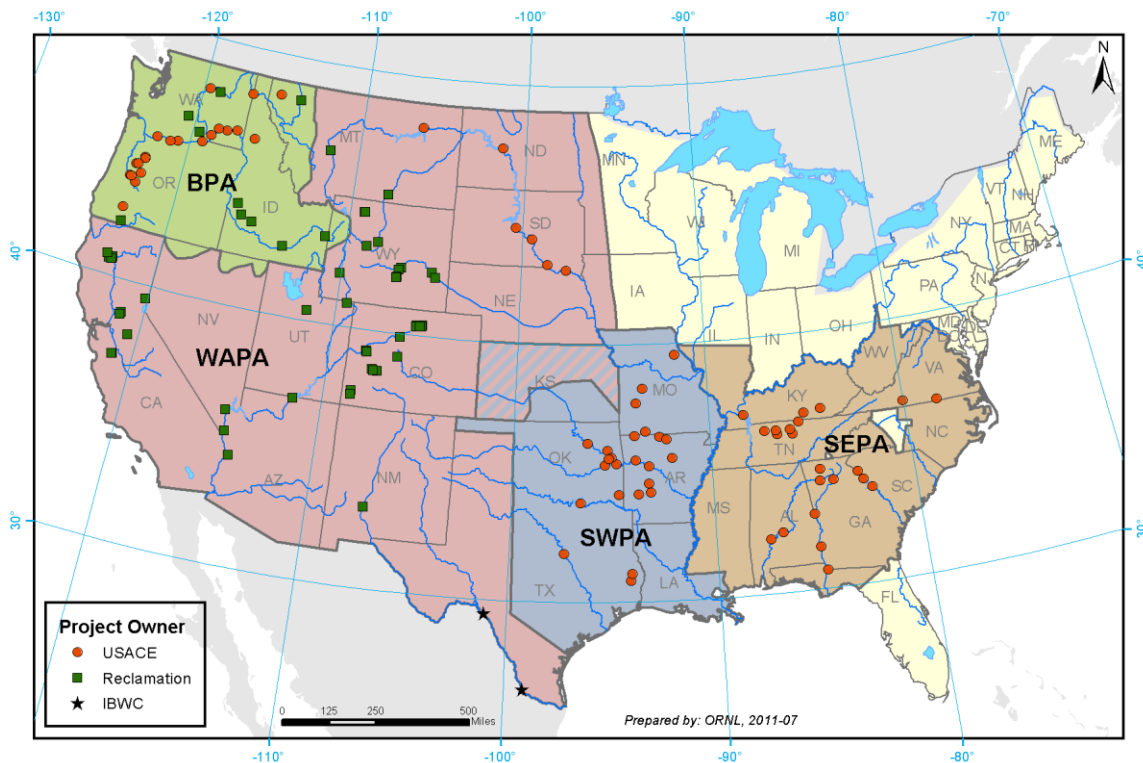 -130°
-120°
-110°
-100°
-90°
-80°
-70°
N
WA
MT
ND
MN
ME
OR
BPA
ID
SD
WI
VT
NH
NY
MA
CT
RI
WY
MI
40°
40°
NE
IA
PA
NV
UT
IL
IN
OH
N
MD
DE
DC
WAPA
CO
KS
MO
WV
VA
KY
CA
OK
TN
SEPA
NC
AZ
NM
AR
SC
MS
AL
GA
30°
30°
SWPA
TX
LA
FL
Project Owner
USACE
Reclamation
IBWC
0 125 250 500
Miles
Prepared by: ORNL, 2011-07
-110°
-100°
-90°
-80°